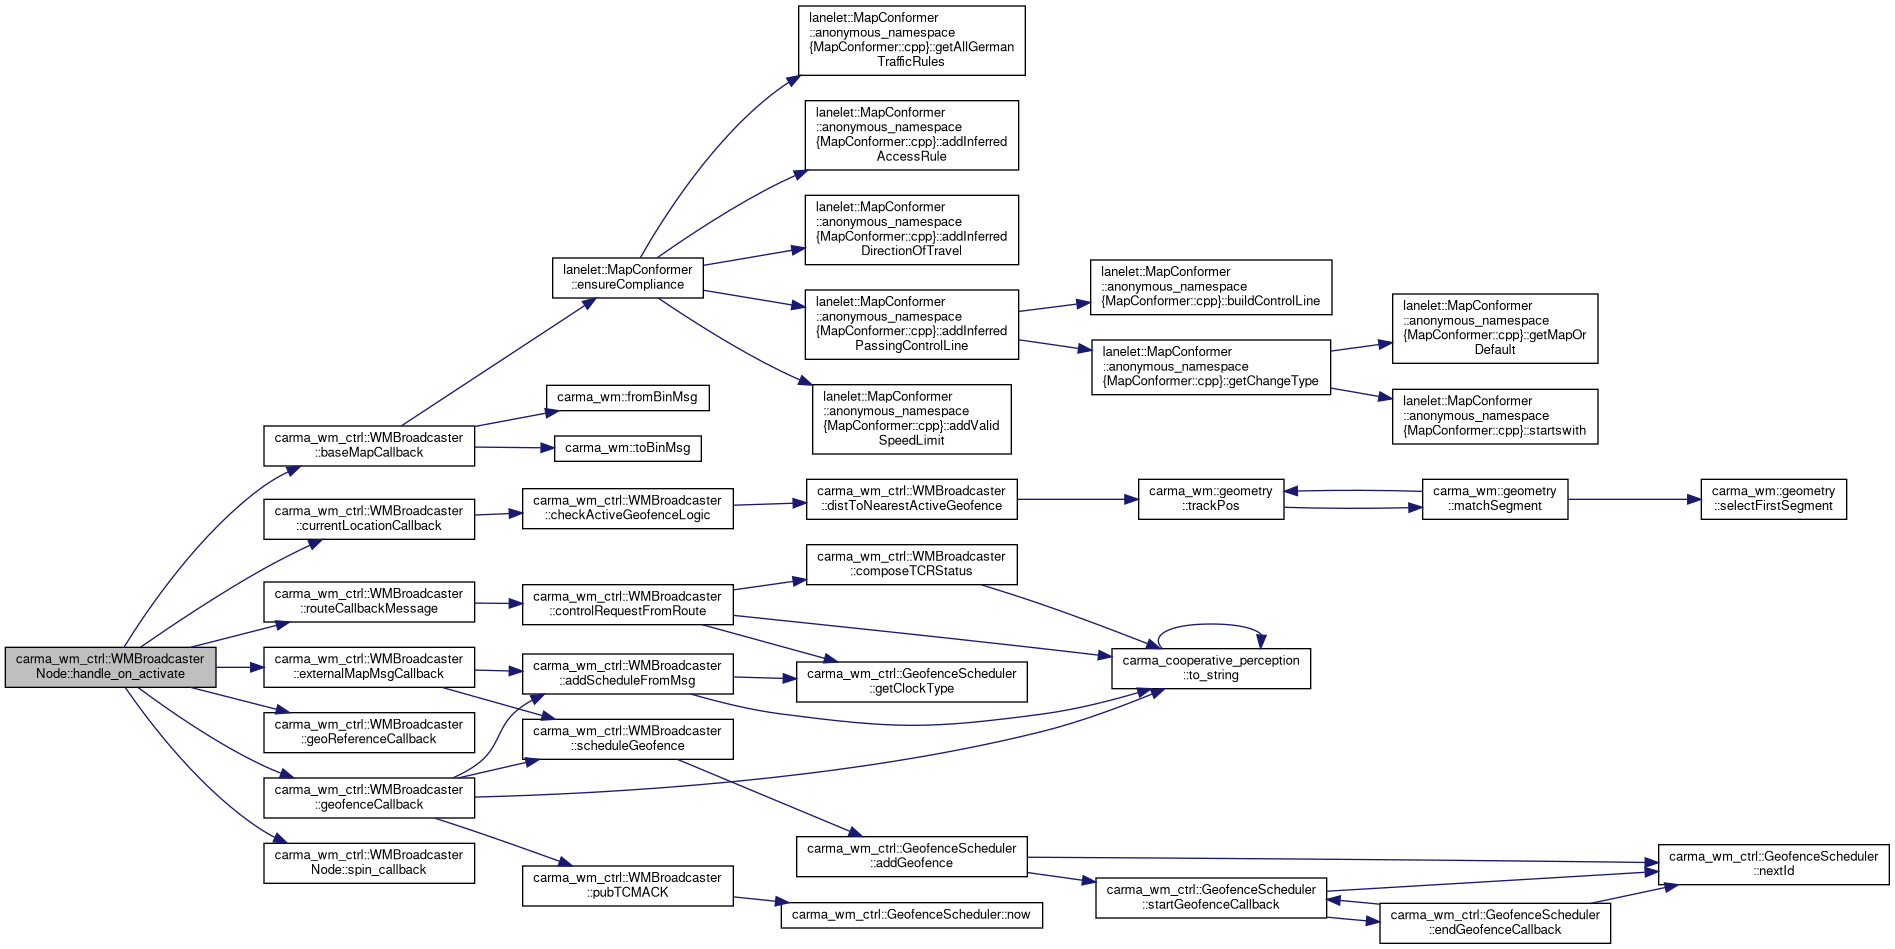 lanelet::MapConformer
::anonymous_namespace
{MapConformer::cpp}::getAllGerman
TrafficRules
lanelet::MapConformer
::anonymous_namespace
{MapConformer::cpp}::addInferred
AccessRule
lanelet::MapConformer
::anonymous_namespace
{MapConformer::cpp}::addInferred
DirectionOfTravel
lanelet::MapConformer
::ensureCompliance
lanelet::MapConformer
::anonymous_namespace
{MapConformer::cpp}::addInferred
PassingControlLine
lanelet::MapConformer
::anonymous_namespace
{MapConformer::cpp}::buildControlLine
lanelet::MapConformer
::anonymous_namespace
{MapConformer::cpp}::getChangeType
lanelet::MapConformer
::anonymous_namespace
{MapConformer::cpp}::getMapOr
Default
lanelet::MapConformer
::anonymous_namespace
{MapConformer::cpp}::startswith
lanelet::MapConformer
::anonymous_namespace
{MapConformer::cpp}::addValid
SpeedLimit
carma_wm::fromBinMsg
carma_wm_ctrl::WMBroadcaster
::baseMapCallback
carma_wm::toBinMsg
carma_wm_ctrl::WMBroadcaster
::currentLocationCallback
carma_wm_ctrl::WMBroadcaster
::checkActiveGeofenceLogic
carma_wm_ctrl::WMBroadcaster
::distToNearestActiveGeofence
carma_wm::geometry
::trackPos
carma_wm::geometry
::matchSegment
carma_wm::geometry
::selectFirstSegment
carma_wm_ctrl::WMBroadcaster
::routeCallbackMessage
carma_wm_ctrl::WMBroadcaster
::controlRequestFromRoute
carma_wm_ctrl::WMBroadcaster
::composeTCRStatus
carma_wm_ctrl::WMBroadcaster
Node::handle_on_activate
carma_wm_ctrl::WMBroadcaster
::externalMapMsgCallback
carma_wm_ctrl::WMBroadcaster
::addScheduleFromMsg
carma_wm_ctrl::GeofenceScheduler
::getClockType
carma_cooperative_perception
::to_string
carma_wm_ctrl::WMBroadcaster
::geoReferenceCallback
carma_wm_ctrl::WMBroadcaster
::scheduleGeofence
carma_wm_ctrl::WMBroadcaster
::geofenceCallback
carma_wm_ctrl::WMBroadcaster
Node::spin_callback
carma_wm_ctrl::WMBroadcaster
::pubTCMACK
carma_wm_ctrl::GeofenceScheduler
::addGeofence
carma_wm_ctrl::GeofenceScheduler::now
carma_wm_ctrl::GeofenceScheduler
::startGeofenceCallback
carma_wm_ctrl::GeofenceScheduler
::endGeofenceCallback
carma_wm_ctrl::GeofenceScheduler
::nextId